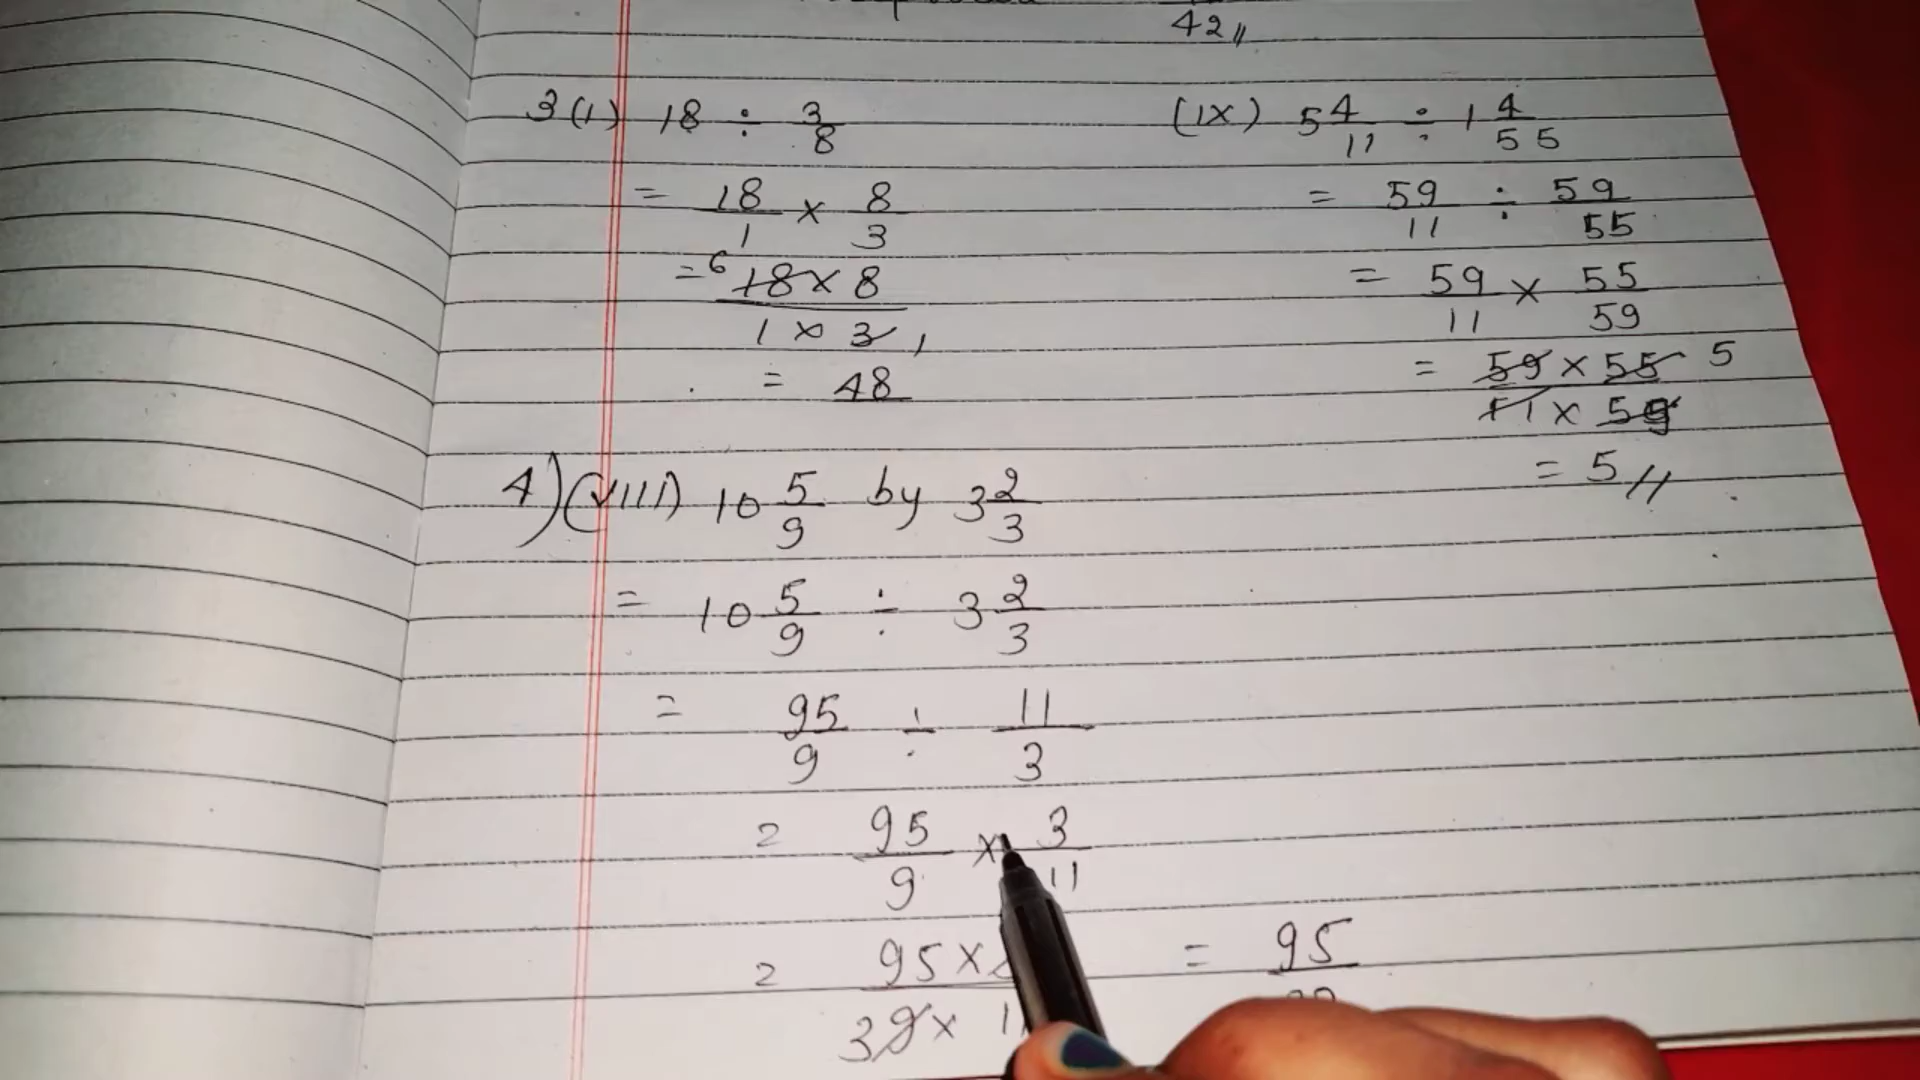 42//
3(1) 18 ÷ 3/8
= 18/1 × 8/3
= 6 18 × 8 / 1 × 3 1
= 48
(IX) 5 4/11 ÷ 1 4/55
= 59/11 ÷ 59/55
= 59/11 × 55/59
= 59 × 55 5 / 11 × 59
= 5//
4) (VIII) 10 5/9 by 3 2/3
= 10 5/9 ÷ 3 2/3
= 95/9 ÷ 11/3
= 95/9 × 3/11
= 95 × / 3 9 × 1 = 95